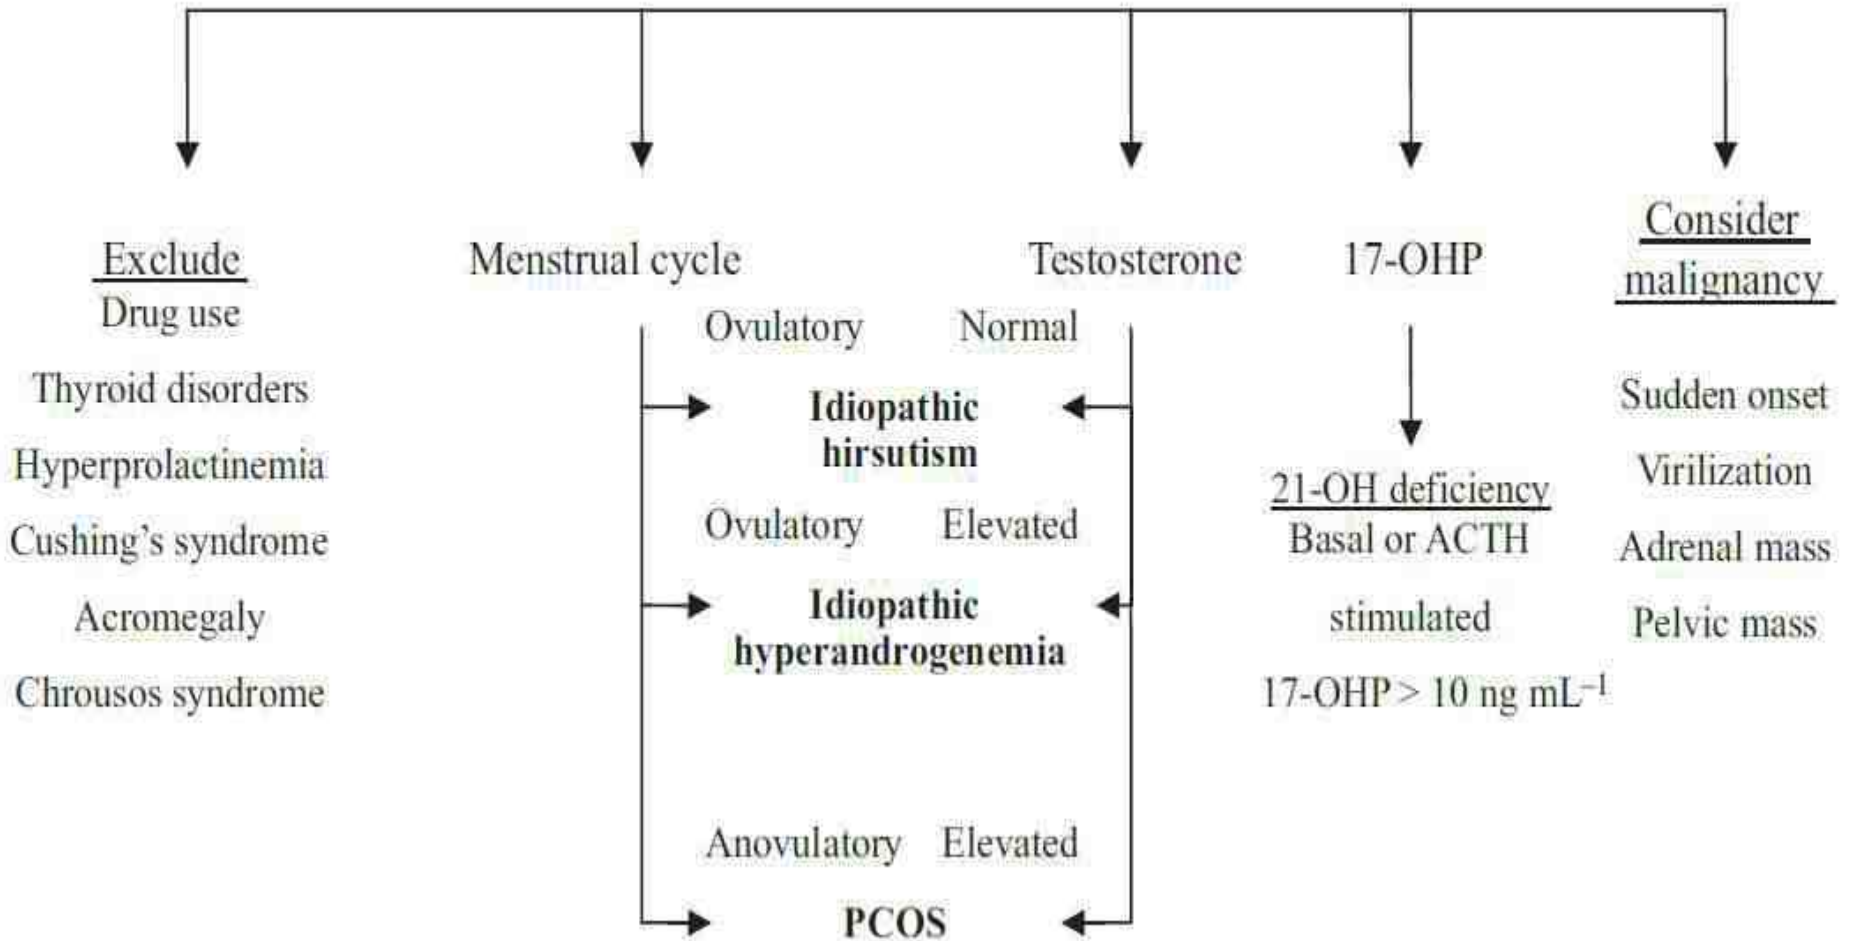 Exclude
Drug use
Thyroid disorders
Hyperprolactinemia
Cushing's syndrome
Acromegaly
Chrousos syndrome
Menstrual cycle
Testosterone
Ovulatory Normal
Idiopathic
hirsutism
Ovulatory Elevated
Idiopathic
hyperandrogenemia
Anovulatory Elevated
PCOS
17-OHP
21-OH deficiency
Basal or ACTH
stimulated
17-OHP > 10 ng mL⁻¹
Consider
malignancy
Sudden onset
Virilization
Adrenal mass
Pelvic mass